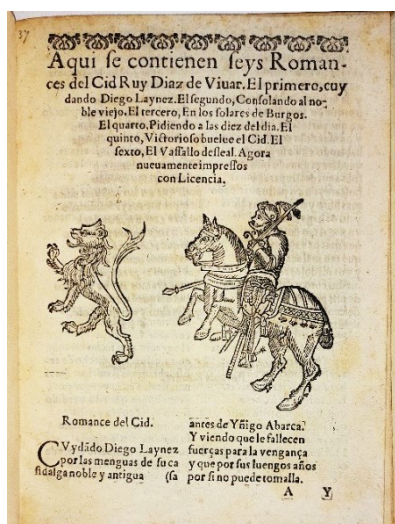 37
Aqui se contienen seys Roman-
ces del Cid Ruy Diaz de Viuar. El primero, cuy
dando Diego Laynez. El segundo, Consolando al no-
ble viejo. El tercero, En los solares de Burgos.
El quarto, Pidiendo a las diez del dia. El
quinto, Victorioso buelue el Cid. El
sexto, El Vassallo desleal. Agora
nueuamente impressos
con Licencia.
Romance del Cid.
CVydãdo Diego Laynez
por las menguas de su ca
fidalga noble y antigua (sa
antes de Yñigo Abarca.
Y viendo que le fallecen
fuerças para la vengança
y que por sus luengos años
por si no puede tomalla.
A Y